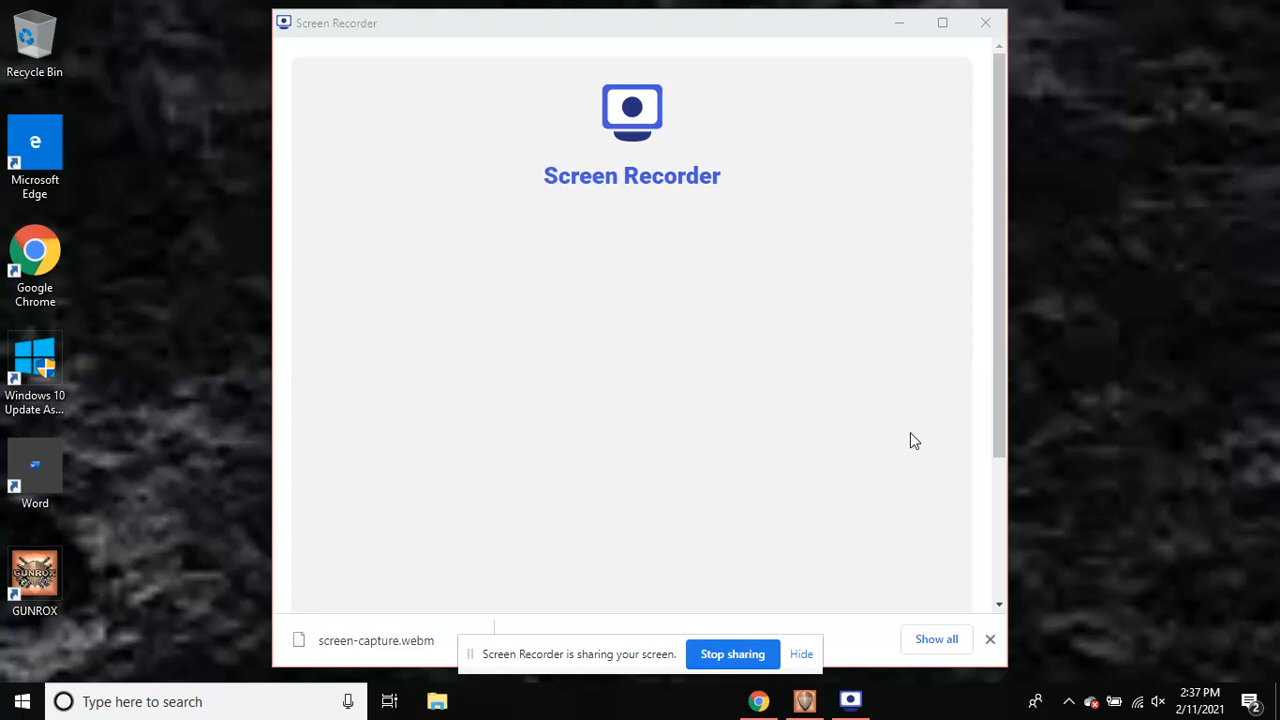 Screen Recorder
Recycle Bin
Microsoft
Edge
Google
Chrome
Windows 10
Update As...
Word
GUNROX
GUNROX
Screen Recorder
screen-capture.webm
Screen Recorder is sharing your screen.
Stop sharing
Hide
Show all
Type here to search
2:37 PM
2/11/2021
2